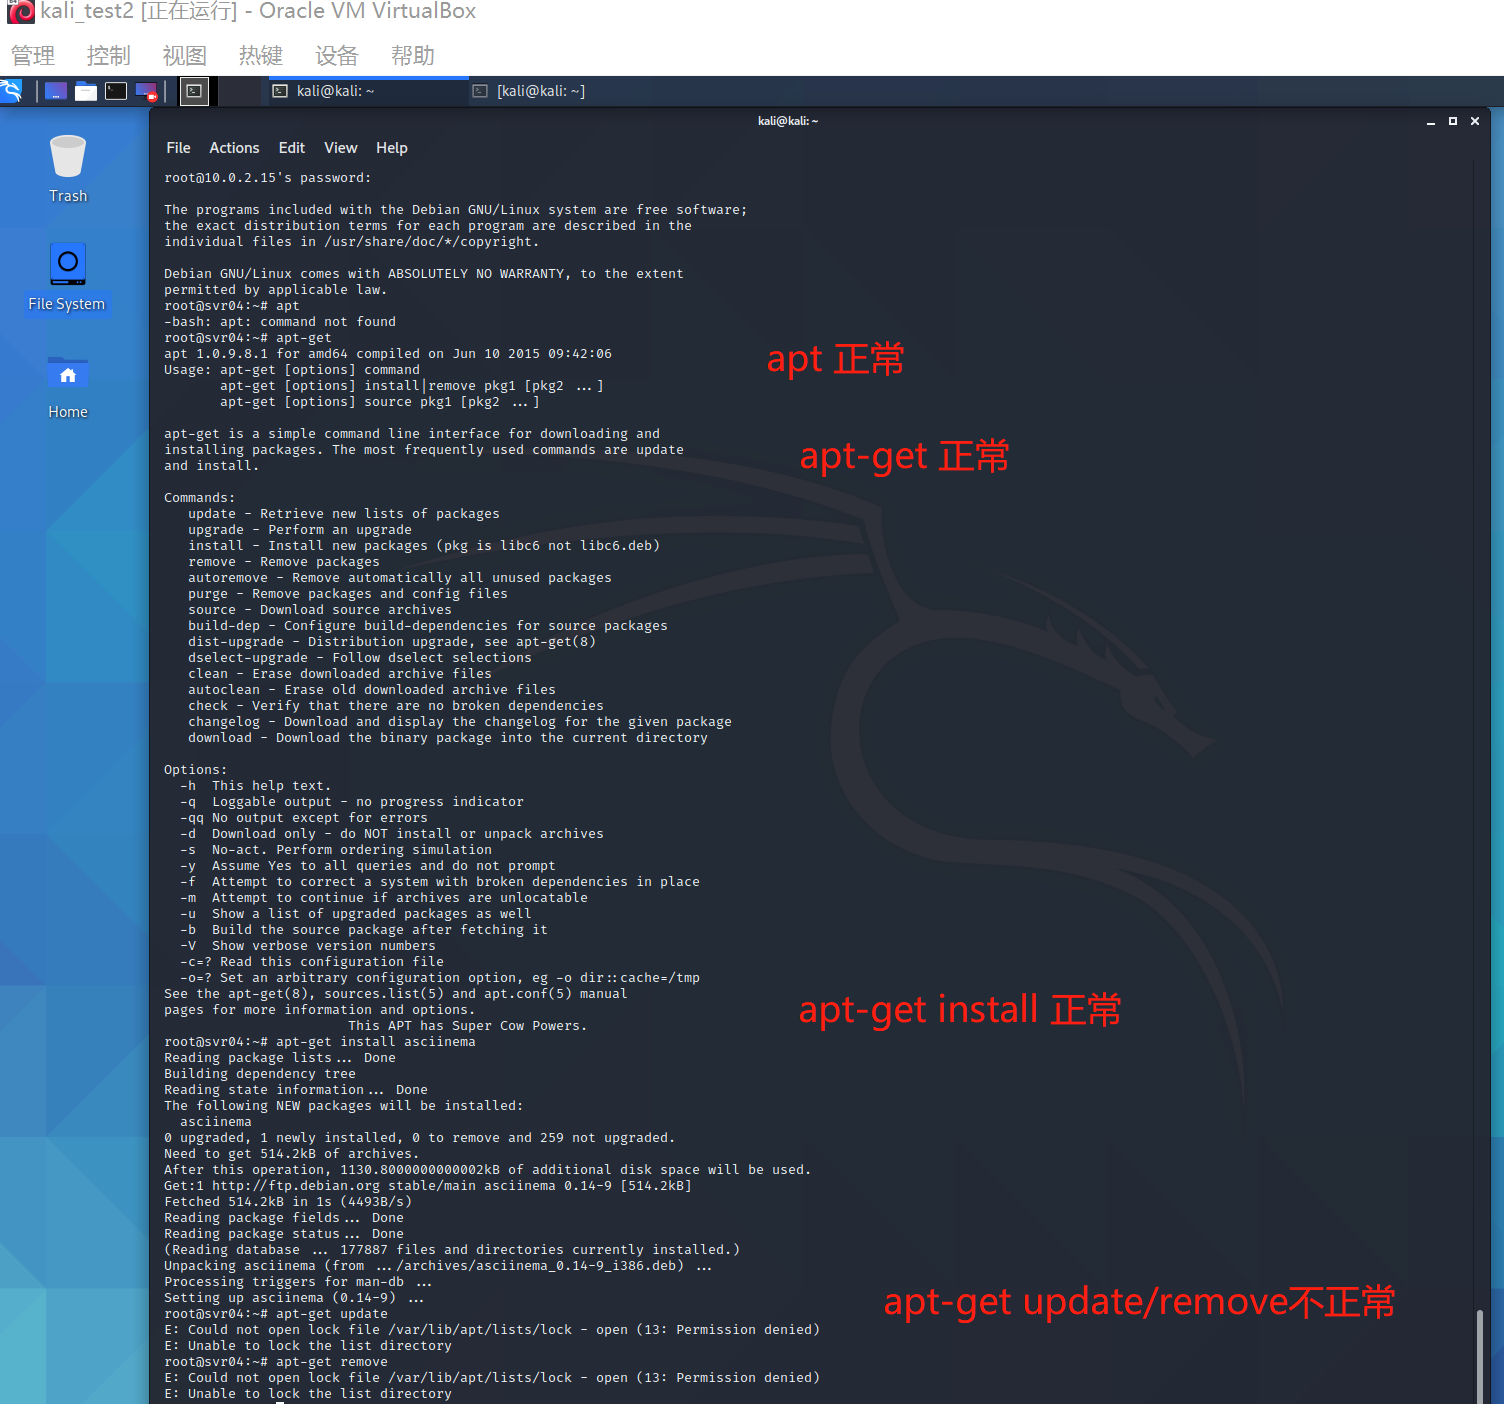 kali_test2 [正在运行] - Oracle VM VirtualBox
管理 控制 视图 热键 设备 帮助
kali@kali: ~ [kali@kali: ~]
kali@kali: ~
File Actions Edit View Help
Trash
File System
Home
root@10.0.2.15's password:
The programs included with the Debian GNU/Linux system are free software;
the exact distribution terms for each program are described in the
individual files in /usr/share/doc/*/copyright.
Debian GNU/Linux comes with ABSOLUTELY NO WARRANTY, to the extent
permitted by applicable law.
root@svr04:~# apt
-bash: apt: command not found
root@svr04:~# apt-get
apt 1.0.9.8.1 for amd64 compiled on Jun 10 2015 09:42:06
apt 正常
Usage: apt-get [options] command
apt-get [options] install|remove pkg1 [pkg2 ...]
apt-get [options] source pkg1 [pkg2 ...]
apt-get is a simple command line interface for downloading and
installing packages. The most frequently used commands are update
apt-get 正常
and install.
Commands:
update - Retrieve new lists of packages
upgrade - Perform an upgrade
install - Install new packages (pkg is libc6 not libc6.deb)
remove - Remove packages
autoremove - Remove automatically all unused packages
purge - Remove packages and config files
source - Download source archives
build-dep - Configure build-dependencies for source packages
dist-upgrade - Distribution upgrade, see apt-get(8)
dselect-upgrade - Follow dselect selections
clean - Erase downloaded archive files
autoclean - Erase old downloaded archive files
check - Verify that there are no broken dependencies
changelog - Download and display the changelog for the given package
download - Download the binary package into the current directory
Options:
-h This help text.
-q Loggable output - no progress indicator
-qq No output except for errors
-d Download only - do NOT install or unpack archives
-s No-act. Perform ordering simulation
-y Assume Yes to all queries and do not prompt
-f Attempt to correct a system with broken dependencies in place
-m Attempt to continue if archives are unlocatable
-u Show a list of upgraded packages as well
-b Build the source package after fetching it
-V Show verbose version numbers
-c=? Read this configuration file
-o=? Set an arbitrary configuration option, eg -o dir::cache=/tmp
See the apt-get(8), sources.list(5) and apt.conf(5) manual
pages for more information and options.
apt-get install 正常
This APT has Super Cow Powers.
root@svr04:~# apt-get install asciinema
Reading package lists... Done
Building dependency tree
Reading state information... Done
The following NEW packages will be installed:
asciinema
0 upgraded, 1 newly installed, 0 to remove and 259 not upgraded.
Need to get 514.2kB of archives.
After this operation, 1130.8000000000002kB of additional disk space will be used.
Get:1 http://ftp.debian.org stable/main asciinema 0.14-9 [514.2kB]
Fetched 514.2kB in 1s (4493B/s)
Reading package fields... Done
Reading package status... Done
(Reading database ... 177887 files and directories currently installed.)
Unpacking asciinema (from .../archives/asciinema_0.14-9_i386.deb) ...
Processing triggers for man-db ...
Setting up asciinema (0.14-9) ...
apt-get update/remove不正常
root@svr04:~# apt-get update
E: Could not open lock file /var/lib/apt/lists/lock - open (13: Permission denied)
E: Unable to lock the list directory
root@svr04:~# apt-get remove
E: Could not open lock file /var/lib/apt/lists/lock - open (13: Permission denied)
E: Unable to lock the list directory